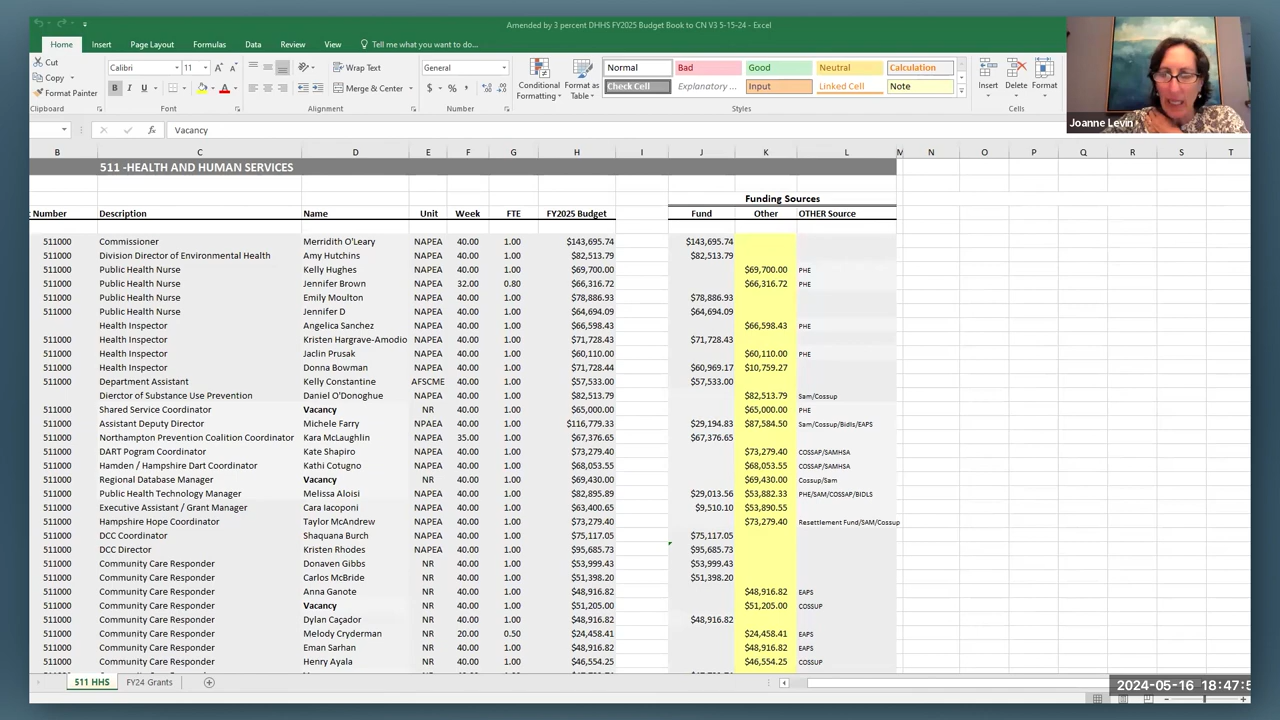 Amended by 3 percent DHHS FY2025 Budget Book to CN V3 5-15-24 - Excel
Home Insert Page Layout Formulas Data Review View Tell me what you want to do...
Cut Calibri 11 Wrap Text General Normal Bad Good Neutral Calculation
Copy Conditional Formatting Format as Table Check Cell Explanatory ... Input Linked Cell Note Insert Delete Format
Format Painter B I U Merge & Center $ % ,
Clipboard Font Alignment Number Styles Cells
Joanne Levin
fx Vacancy
B C D E F G H I J K L M N O P Q R S T
511 -HEALTH AND HUMAN SERVICES
Funding Sources
Number Description Name Unit Week FTE FY2025 Budget Fund Other OTHER Source
511000 Commissioner Merridith O'Leary NAPEA 40.00 1.00 $143,695.74 $143,695.74
511000 Division Director of Environmental Health Amy Hutchins NAPEA 40.00 1.00 $82,513.79 $82,513.79
511000 Public Health Nurse Kelly Hughes NAPEA 40.00 1.00 $69,700.00 $69,700.00 PHE
511000 Public Health Nurse Jennifer Brown NAPEA 32.00 0.80 $66,316.72 $66,316.72 PHE
511000 Public Health Nurse Emily Moulton NAPEA 40.00 1.00 $78,886.93 $78,886.93
511000 Public Health Nurse Jennifer D NAPEA 40.00 1.00 $64,694.09 $64,694.09
Health Inspector Angelica Sanchez NAPEA 40.00 1.00 $66,598.43 $66,598.43 PHE
511000 Health Inspector Kristen Hargrave-Amodio NAPEA 40.00 1.00 $71,728.43 $71,728.43
511000 Health Inspector Jaclin Prusak NAPEA 40.00 1.00 $60,110.00 $60,110.00 PHE
511000 Health Inspector Donna Bowman NAPEA 40.00 1.00 $71,728.44 $60,969.17 $10,759.27
511000 Department Assistant Kelly Constantine AFSCME 40.00 1.00 $57,533.00 $57,533.00
Dierctor of Substance Use Prevention Daniel O'Donoghue NAPEA 40.00 1.00 $82,513.79 $82,513.79 Sam/Cossup
511000 Shared Service Coordinator Vacancy NR 40.00 1.00 $65,000.00 $65,000.00 PHE
511000 Assistant Deputy Director Michele Farry NPAEA 40.00 1.00 $116,779.33 $29,194.83 $87,584.50 Sam/Cossup/Bidls/EAPS
511000 Northampton Prevention Coalition Coordinator Kara McLaughlin NAPEA 35.00 1.00 $67,376.65 $67,376.65
511000 DART Pogram Coordinator Kate Shapiro NAPEA 40.00 1.00 $73,279.40 $73,279.40 COSSAP/SAMHSA
511000 Hamden / Hampshire Dart Coordinator Kathi Cotugno NAPEA 40.00 1.00 $68,053.55 $68,053.55 COSSAP/SAMHSA
511000 Regional Database Manager Vacancy NR 40.00 1.00 $69,430.00 $69,430.00 Cossup/Sam
511000 Public Health Technology Manager Melissa Aloisi NAPEA 40.00 1.00 $82,895.89 $29,013.56 $53,882.33 PHE/SAM/COSSAP/BIDLS
511000 Executive Assistant / Grant Manager Cara Iacoponi NAPEA 40.00 1.00 $63,400.65 $9,510.10 $53,890.55
511000 Hampshire Hope Coordinator Taylor McAndrew NAPEA 40.00 1.00 $73,279.40 $73,279.40 Resettlement Fund/SAM/Cossup
511000 DCC Coordinator Shaquana Burch NAPEA 40.00 1.00 $75,117.05 $75,117.05
511000 DCC Director Kristen Rhodes NAPEA 40.00 1.00 $95,685.73 $95,685.73
511000 Community Care Responder Donaven Gibbs NR 40.00 1.00 $53,999.43 $53,999.43
511000 Community Care Responder Carlos McBride NR 40.00 1.00 $51,398.20 $51,398.20
511000 Community Care Responder Anna Ganote NR 40.00 1.00 $48,916.82 $48,916.82 EAPS
511000 Community Care Responder Vacancy NR 40.00 1.00 $51,205.00 $51,205.00 COSSUP
511000 Community Care Responder Dylan Caçador NR 40.00 1.00 $48,916.82 $48,916.82
511000 Community Care Responder Melody Cryderman NR 20.00 0.50 $24,458.41 $24,458.41 EAPS
511000 Community Care Responder Eman Sarhan NR 40.00 1.00 $48,916.82 $48,916.82 EAPS
511000 Community Care Responder Henry Ayala NR 40.00 1.00 $46,554.25 $46,554.25 COSSUP
511 HHS FY24 Grants
2024-05-16 18:47:5